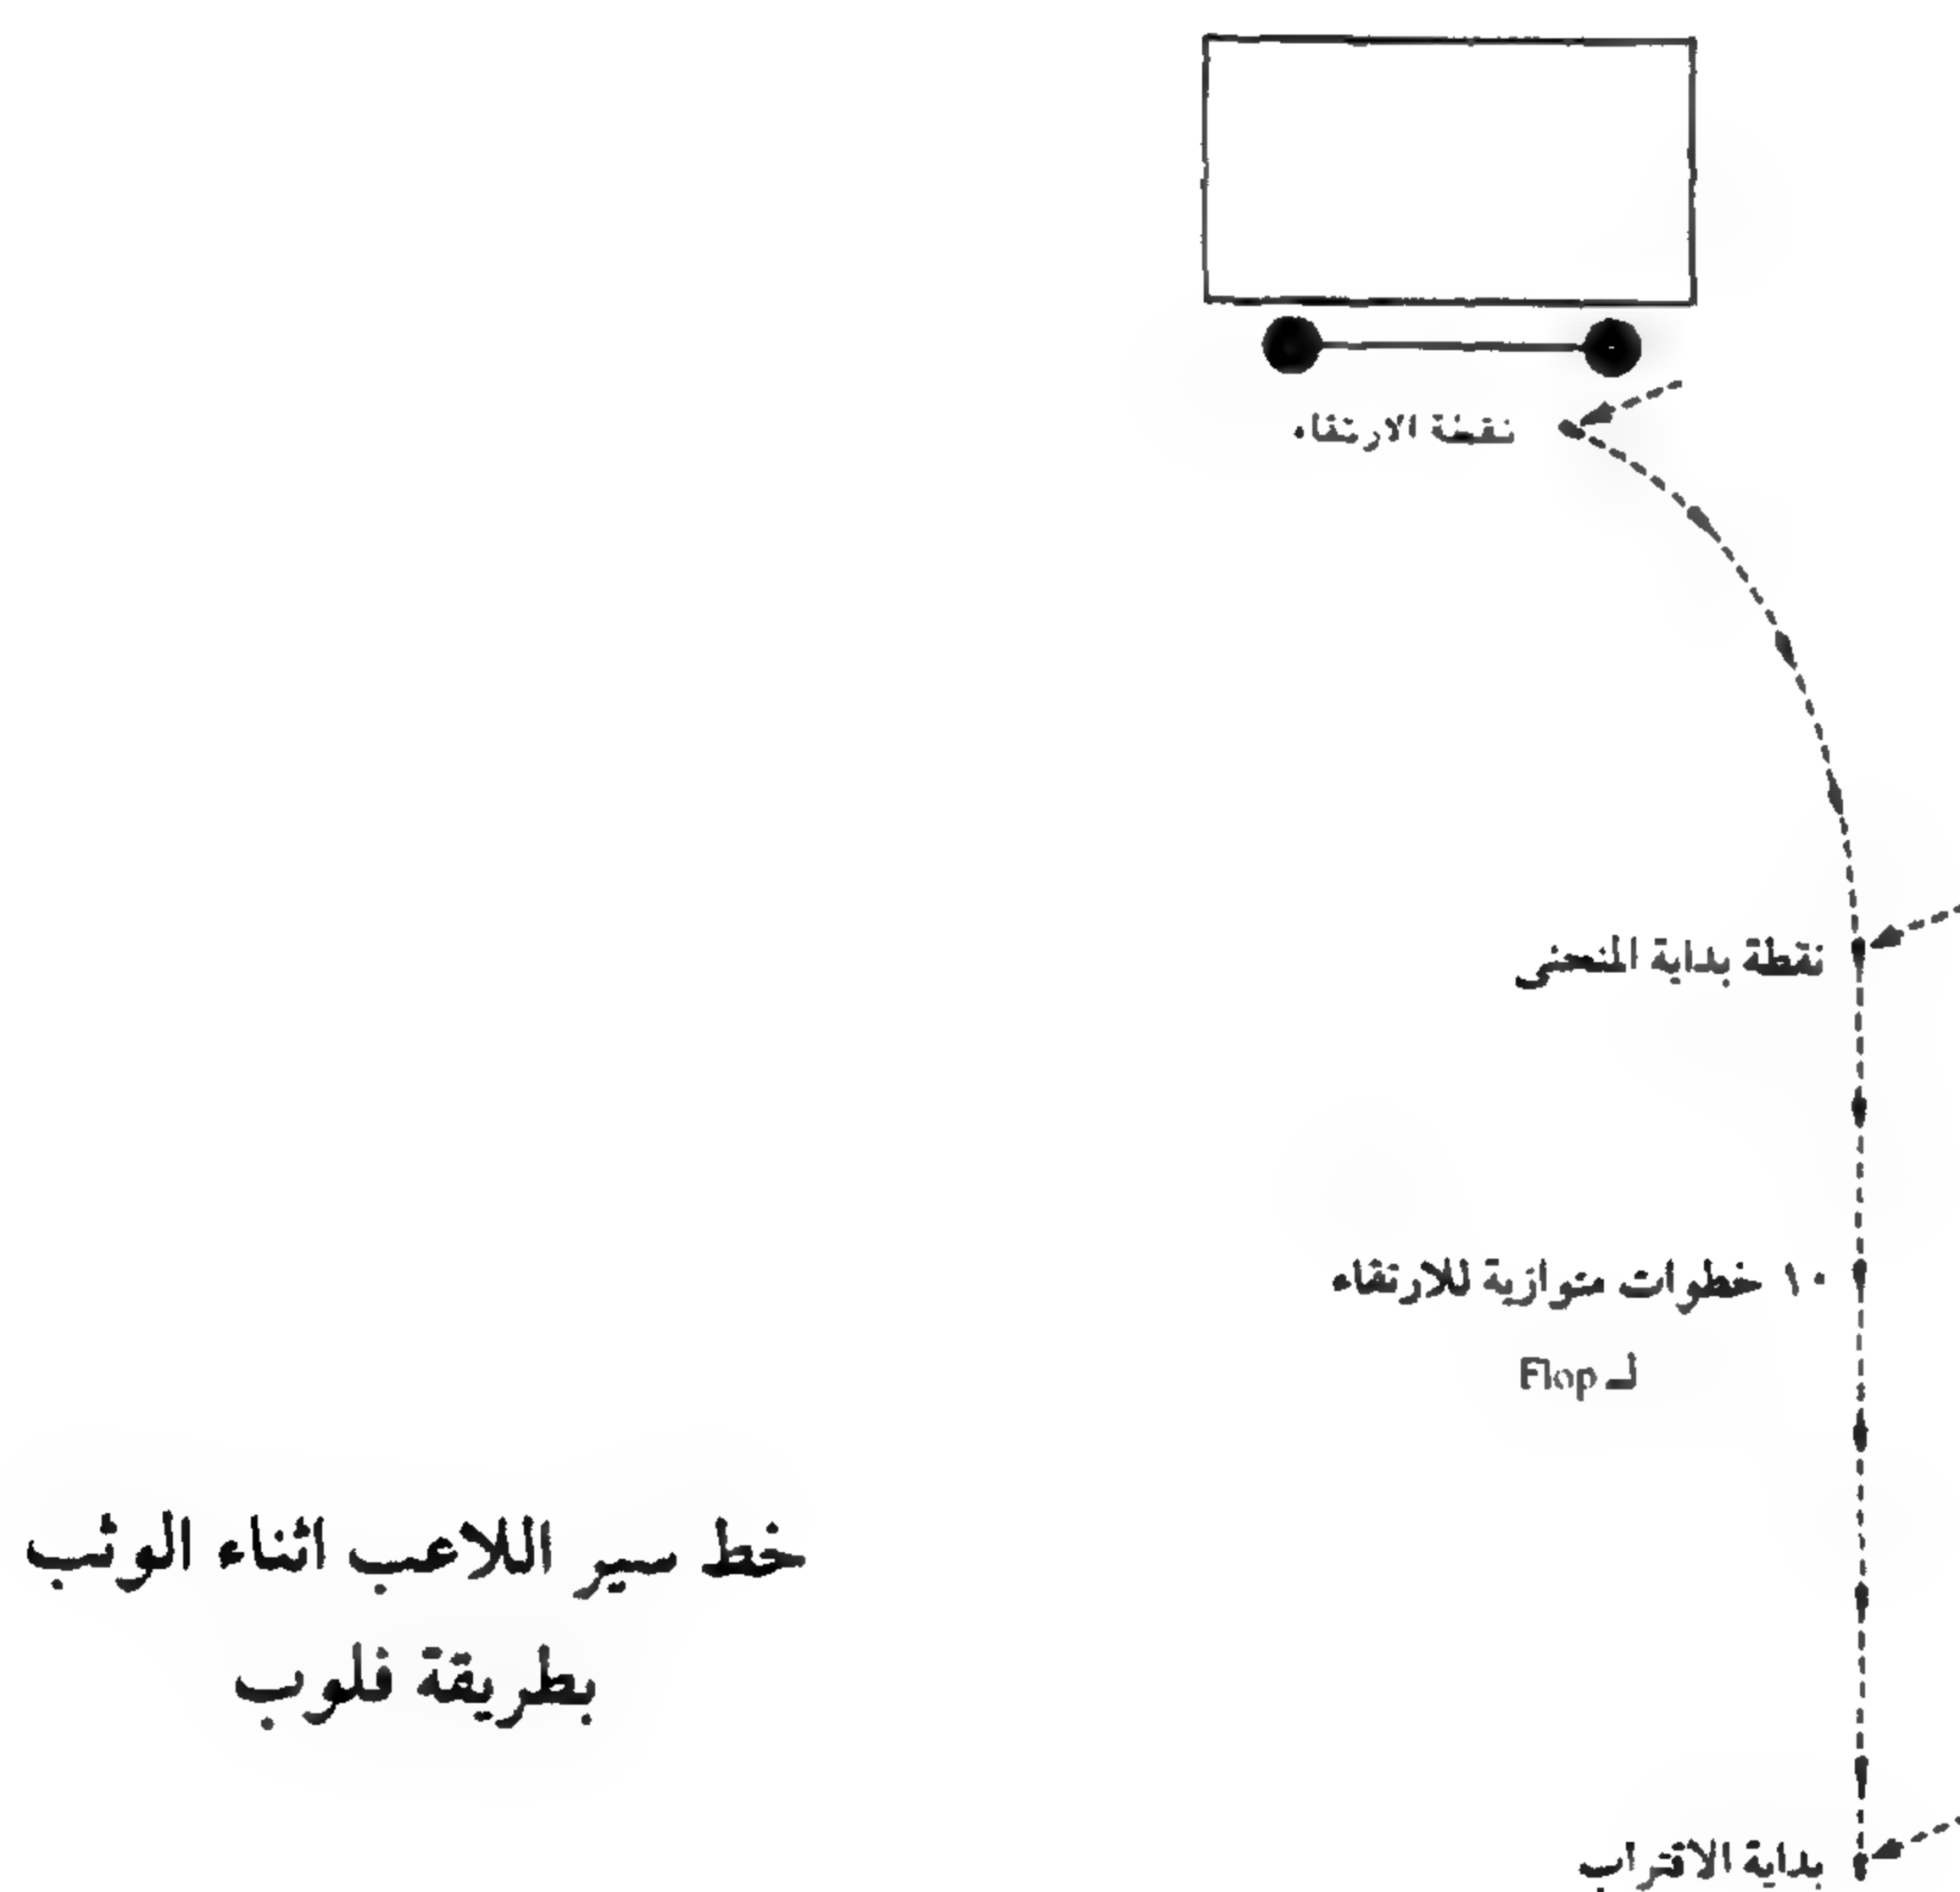 نقطة الارتقاء
نقطة بداية المنحنى
١٠ خطوات متوازية للارتقاء
لـ Flop
خط سير اللاعب اثناء الوثب
بطريقة فلوب
بداية الاقتراب